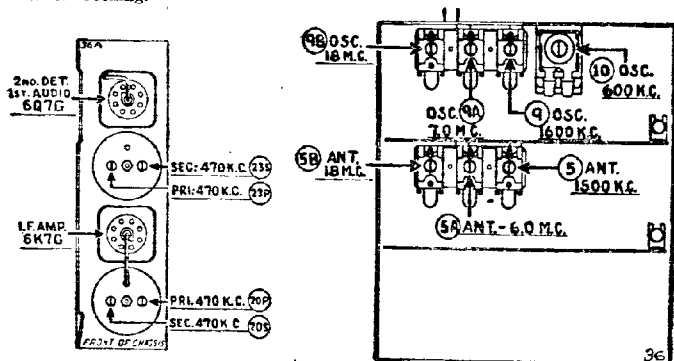 36A
2ND. DET.
1ST. AUDIO
6Q7G
SEC: 470 K.C. 23S
PRI: 470 K.C. 23P
I.F. AMP.
6K7G
PRI: 470 K.C. 20P
SEC. 470 K.C 20S
FRONT OF CHASSIS
9B OSC.
18 M.C.
10 OSC.
600 K.C.
OSC. 9A
7.0 M.C.
9 OSC.
1600 K.C.
5B ANT.
18 M.C.
5 ANT.
1500 K.C.
5A ANT.- 6.0 M.C.
36